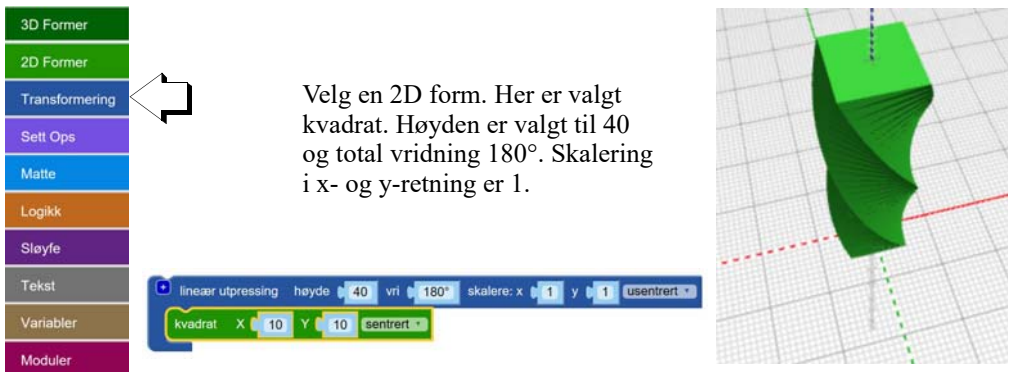 3D Former
2D Former
Transformering
Sett Ops
Matte
Logikk
Sløyfe
Tekst
Variabler
Moduler
Velg en 2D form. Her er valgt
kvadrat. Høyden er valgt til 40
og total vridning 180°. Skalering
i x- og y-retning er 1.
lineær utpressing høyde 40 vri 180° skalere: x 1 y 1 usentrert
kvadrat X 10 Y 10 sentrert